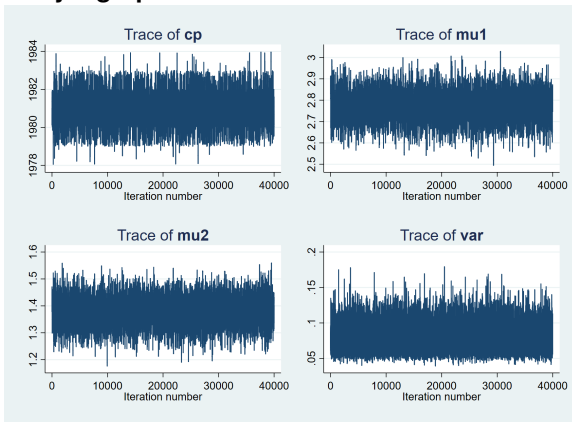 Trace of cp
1984
1982
1980
1978
0 10000 20000 30000 40000
Iteration number
Trace of mu1
3
2.9
2.8
2.7
2.6
2.5
0 10000 20000 30000 40000
Iteration number
Trace of mu2
1.6
1.5
1.4
1.3
1.2
0 10000 20000 30000 40000
Iteration number
Trace of var
.2
.15
.1
.05
0 10000 20000 30000 40000
Iteration number